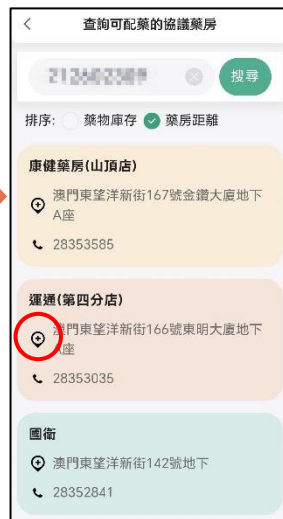 查詢可配藥的協議藥房
搜尋
排序: 藥物庫存 藥房距離
康健藥房(山頂店)
澳門東望洋新街167號金鑽大廈地下
A座
28353585
運通(第四分店)
澳門東望洋新街166號東明大廈地下
A座
28353035
國衛
澳門東望洋新街142號地下
28352841